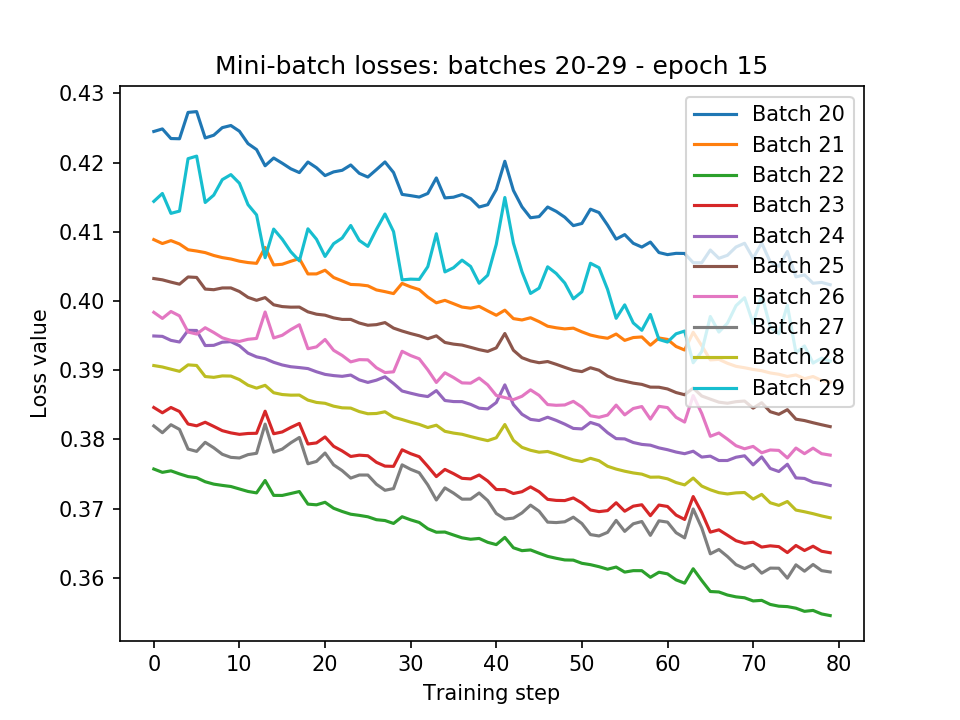 Mini-batch losses: batches 20-29 - epoch 15
Loss value
0.43
0.42
0.41
0.40
0.39
0.38
0.37
0.36
Batch 20
Batch 21
Batch 22
Batch 23
Batch 24
Batch 25
Batch 26
Batch 27
Batch 28
Batch 29
0 10 20 30 40 50 60 70 80
Training step